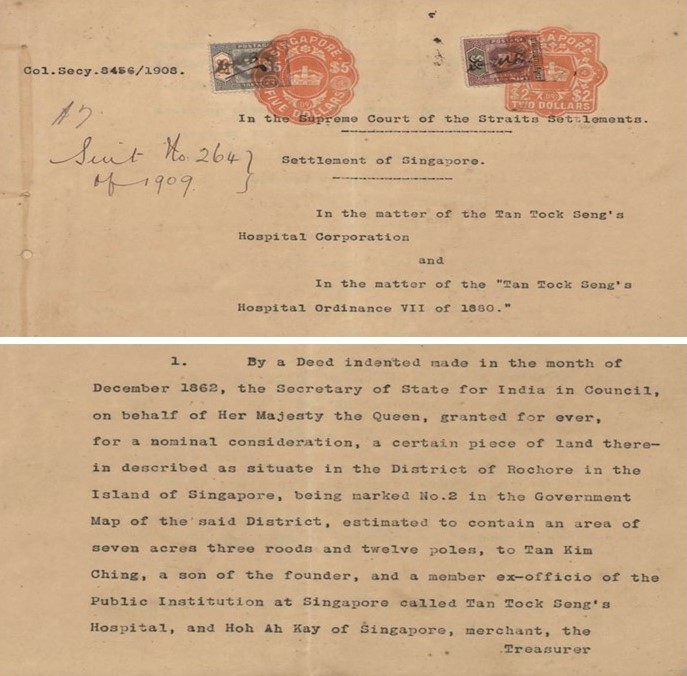 Col.Secy.8456/1908.
SINGAPORE
$5 $5
FIVE DOLLARS
SINGAPORE
$2 $2
TWO DOLLARS
In the Supreme Court of the Straits Settlements.
Suit No. 264
of 1909.
Settlement of Singapore.
In the matter of the Tan Tock Seng's
Hospital Corporation
and
In the matter of the "Tan Tock Seng's
Hospital Ordinance VII of 1880."
1. By a Deed indented made in the month of
December 1862, the Secretary of State for India in Council,
on behalf of Her Majesty the Queen, granted for ever,
for a nominal consideration, a certain piece of land there-
in described as situate in the District of Rochore in the
Island of Singapore, being marked No.2 in the Government
Map of the said District, estimated to contain an area of
seven acres three roods and twelve poles, to Tan Kim
Ching, a son of the founder, and a member ex-officio of the
Public Institution at Singapore called Tan Tock Seng's
Hospital, and Hoh Ah Kay of Singapore, merchant, the
Treasurer